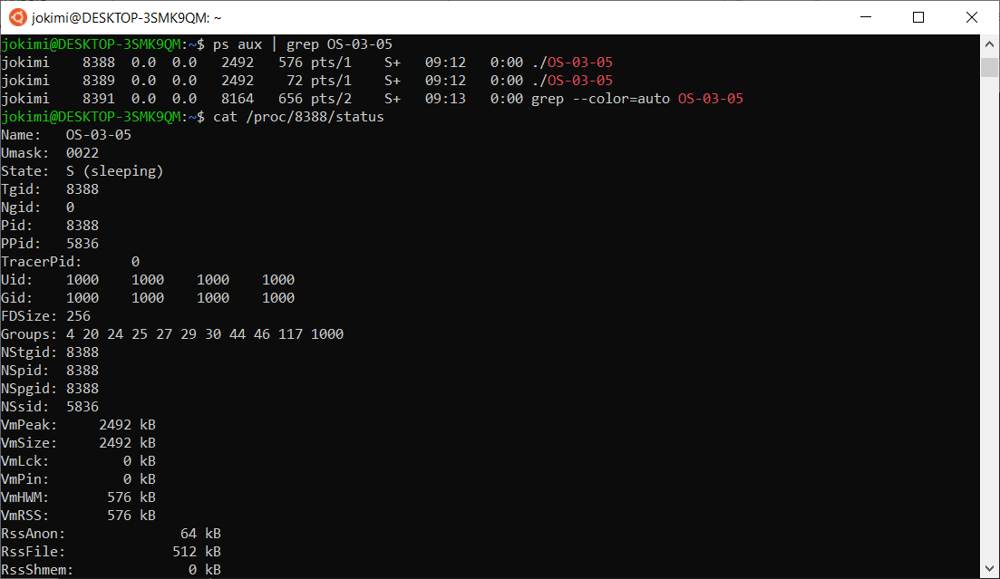 jokimi@DESKTOP-3SMK9QM: ~
jokimi@DESKTOP-3SMK9QM:~$ ps aux | grep OS-03-05
jokimi    8388  0.0  0.0   2492   576 pts/1    S+   09:12   0:00 ./OS-03-05
jokimi    8389  0.0  0.0   2492    72 pts/1    S+   09:12   0:00 ./OS-03-05
jokimi    8391  0.0  0.0   8164   656 pts/2    S+   09:13   0:00 grep --color=auto OS-03-05
jokimi@DESKTOP-3SMK9QM:~$ cat /proc/8388/status
Name:   OS-03-05
Umask:  0022
State:  S (sleeping)
Tgid:   8388
Ngid:   0
Pid:    8388
PPid:   5836
TracerPid:      0
Uid:    1000    1000    1000    1000
Gid:    1000    1000    1000    1000
FDSize: 256
Groups: 4 20 24 25 27 29 30 44 46 117 1000
NStgid: 8388
NSpid:  8388
NSpgid: 8388
NSsid:  5836
VmPeak:     2492 kB
VmSize:     2492 kB
VmLck:         0 kB
VmPin:         0 kB
VmHWM:       576 kB
VmRSS:       576 kB
RssAnon:              64 kB
RssFile:             512 kB
RssShmem:              0 kB